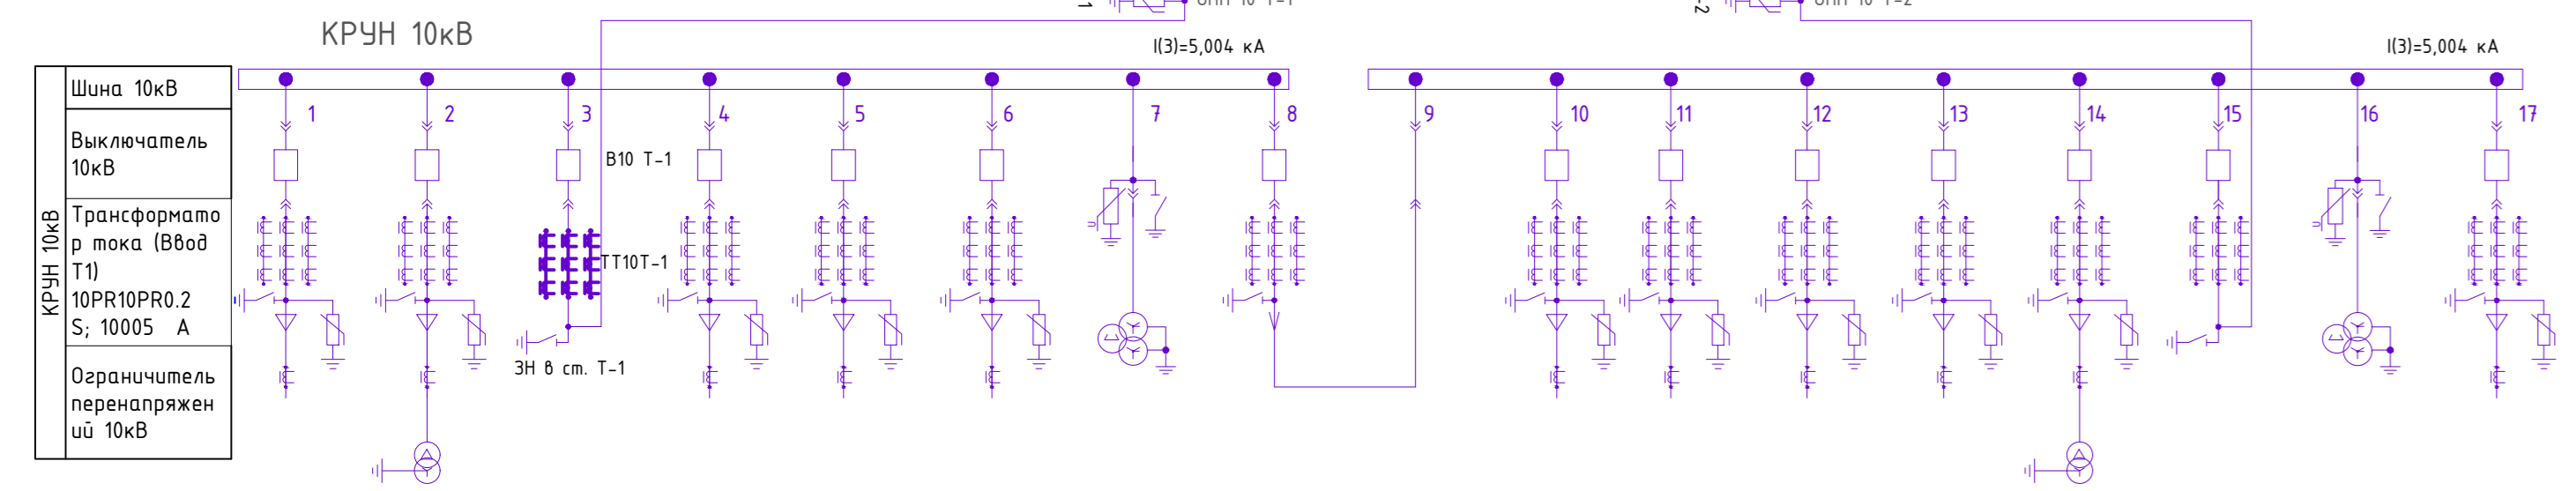 КРУН 10кВ
I(3)=5,004 кА
I(3)=5,004 кА
КРУН 10кВ
Шина 10кВ
Выключатель
10кВ
Трансформато
р тока (Ввод
Т1)
10PR10PR0.2
S; 10005 А
Ограничитель
перенапряжен
ий 10кВ
1 2 3 4 5 6 7 8 9 10 11 12 13 14 15 16 17
В10 Т-1
ТТ10Т-1
ЗН в ст. Т-1